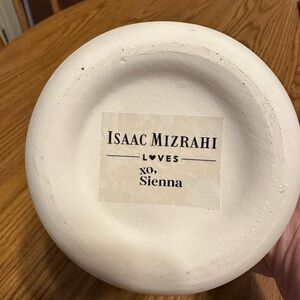 ISAAC MIZRAHI
L♥VES
xo,
Sienna